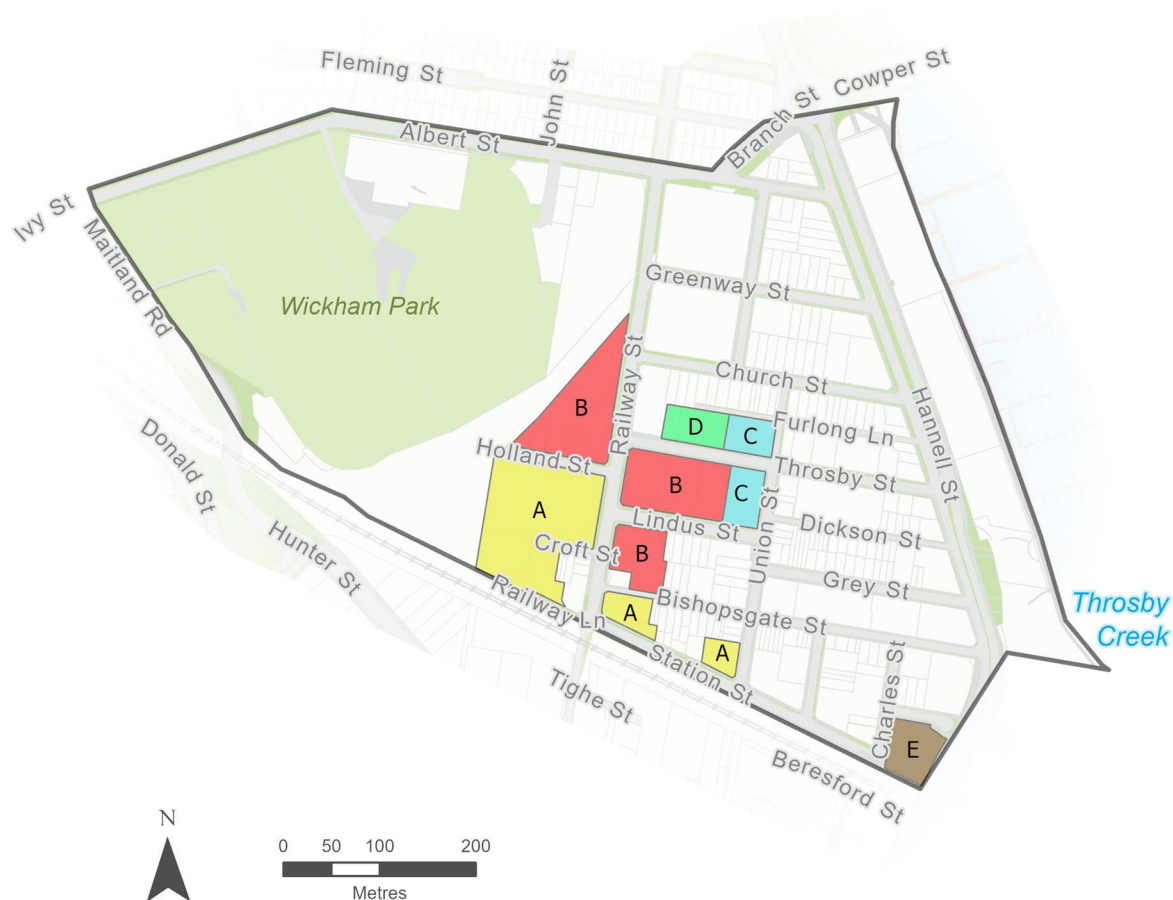 Fleming St
John St
Cowper St
Branch St
Albert St
Ivy St
Maitland Rd
Wickham Park
Greenway St
Railway St
Church St
Hannell St
B
D
C
Furlong Ln
Donald St
Holland St
Throsby St
B
C
A
Lindus St
Dickson St
Union St
Croft St
B
Hunter St
Grey St
Railway Ln
A
Bishopsgate St
Throsby
Creek
A
Station St
Charles St
Tighe St
E
Beresford St
N
0 50 100 200
Metres